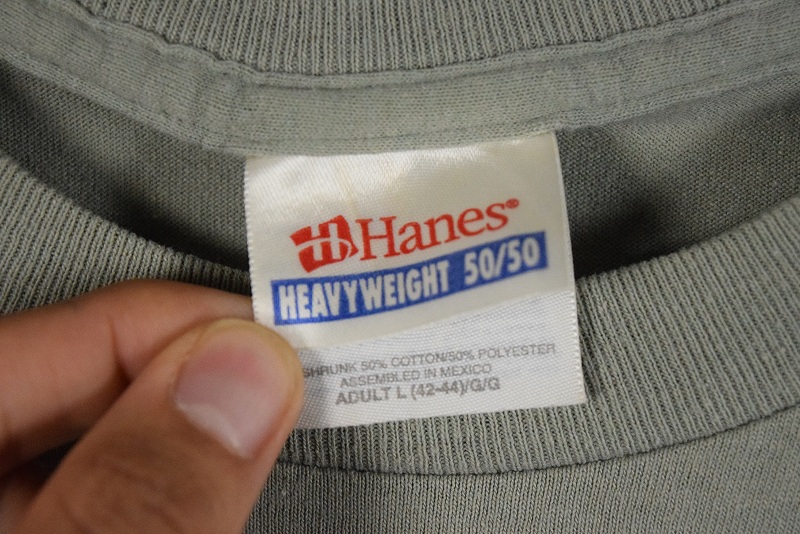 Hanes®
HEAVYWEIGHT 50/50
SHRUNK 50% COTTON/50% POLYESTER
ASSEMBLED IN MEXICO
ADULT L (42-44)/G/G